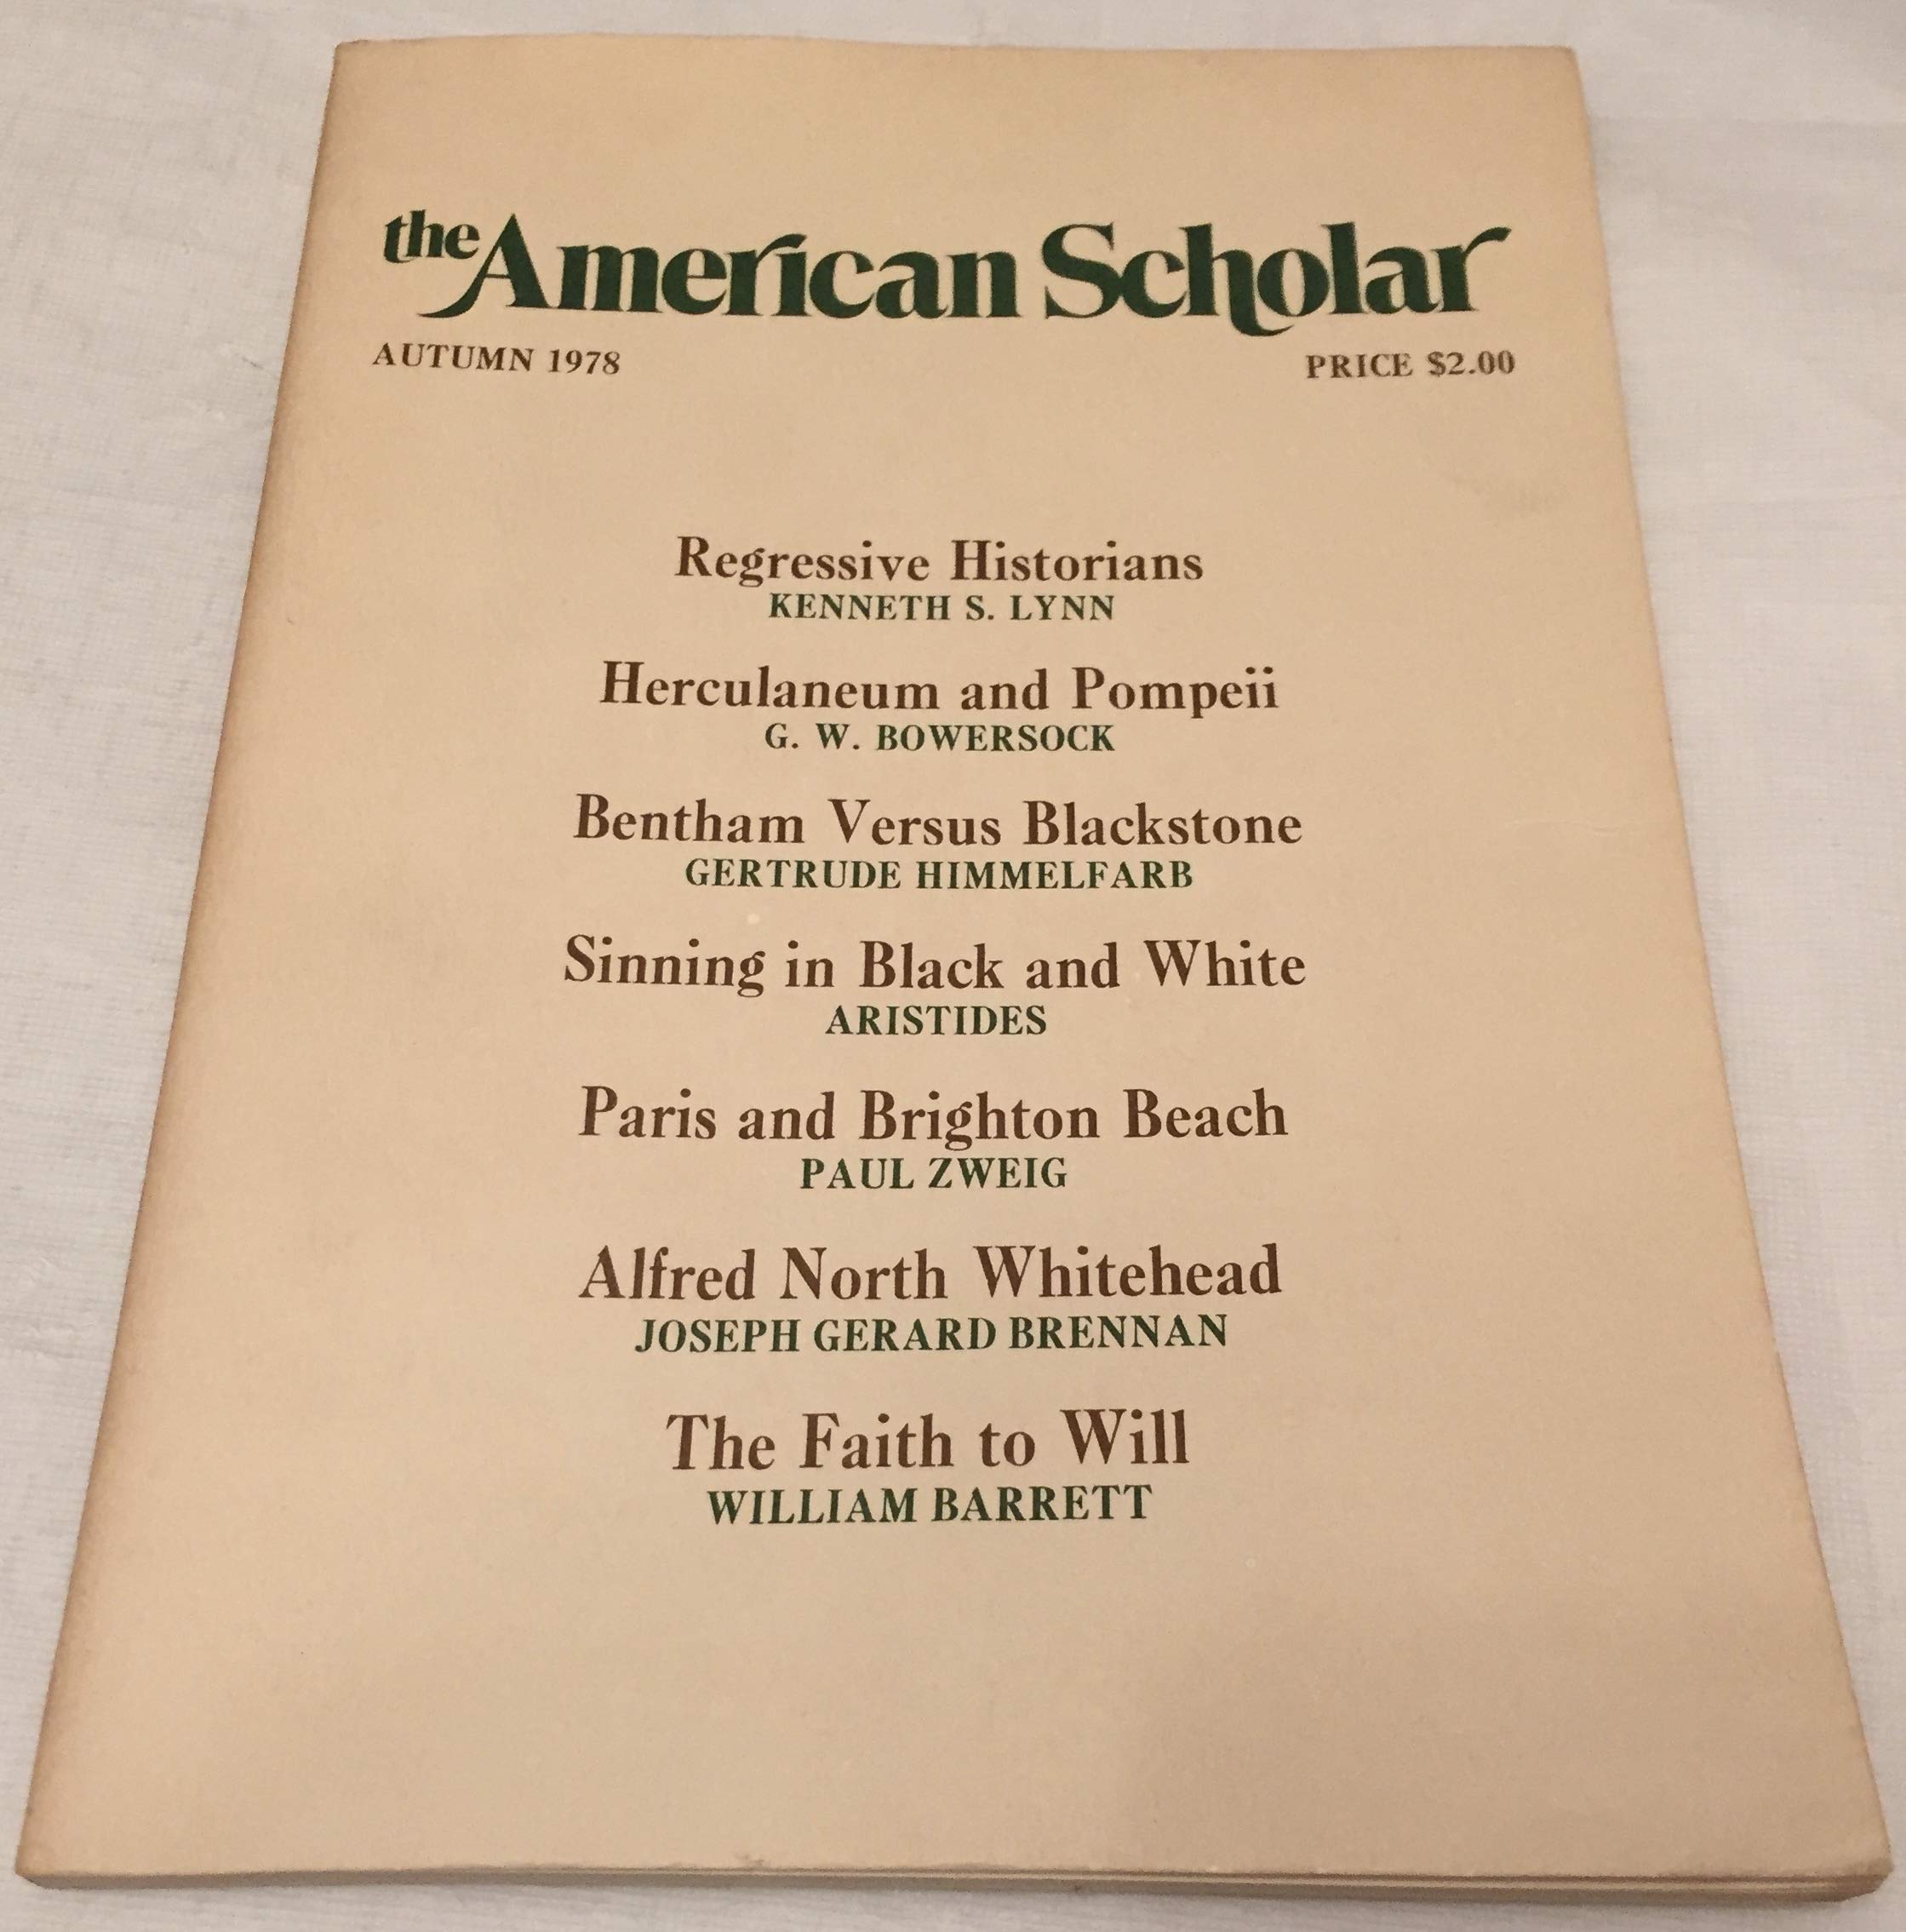 the American Scholar
AUTUMN 1978 PRICE $2.00
Regressive Historians
KENNETH S. LYNN
Herculaneum and Pompeii
G. W. BOWERSOCK
Bentham Versus Blackstone
GERTRUDE HIMMELFARB
Sinning in Black and White
ARISTIDES
Paris and Brighton Beach
PAUL ZWEIG
Alfred North Whitehead
JOSEPH GERARD BRENNAN
The Faith to Will
WILLIAM BARRETT